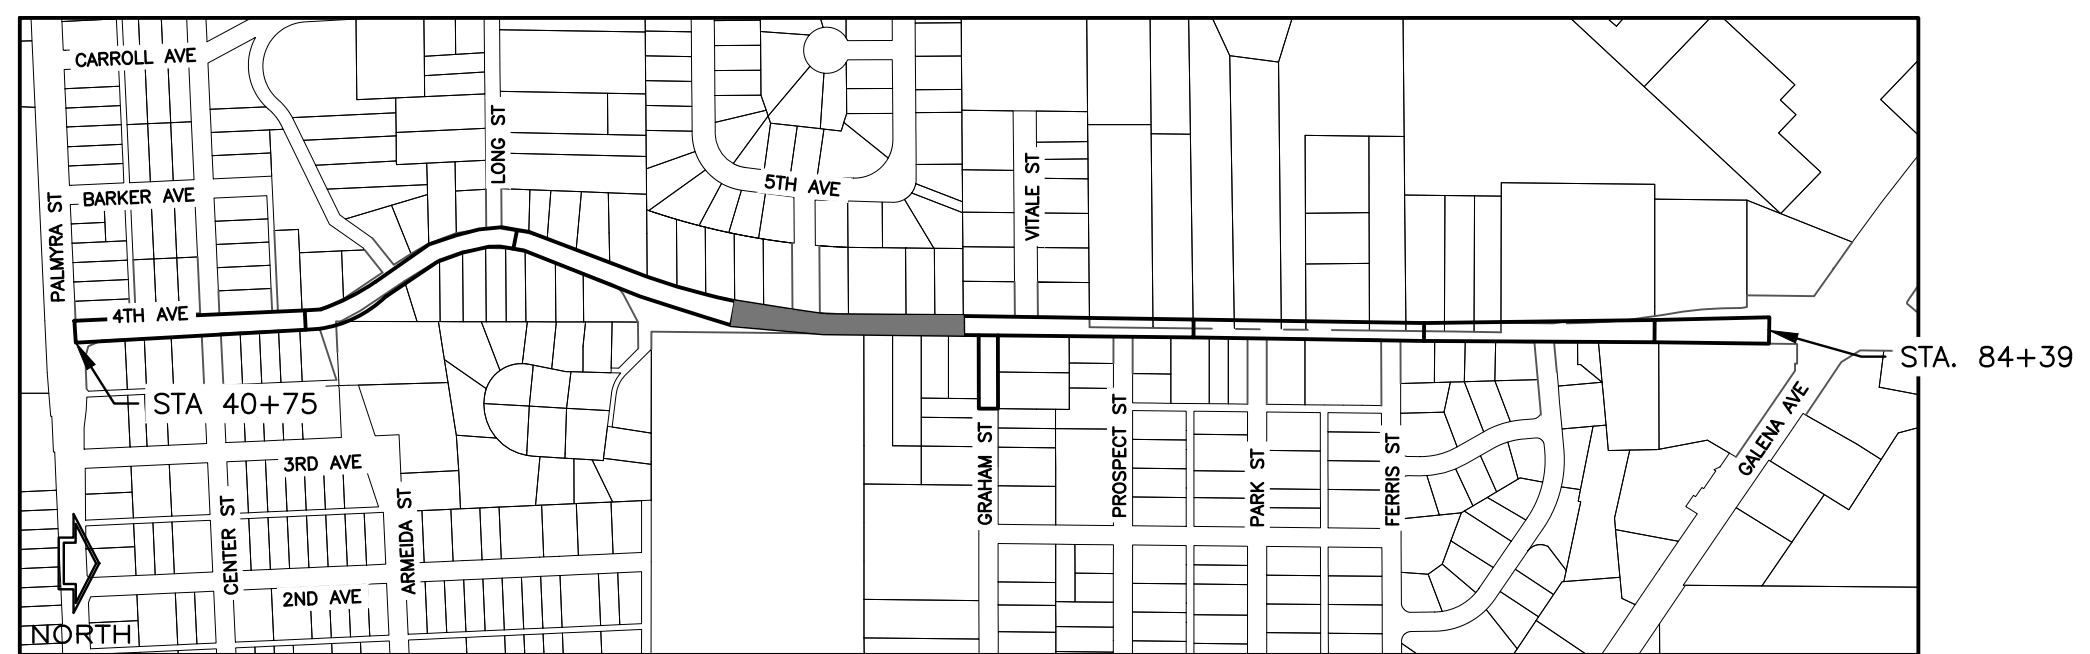 CARROLL AVE
LONG ST
VITALE ST
5TH AVE
BARKER AVE
PALMYRA ST
4TH AVE
STA. 84+39
STA 40+75
GALENA AVE
PROSPECT ST
GRAHAM ST
PARK ST
FERRIS ST
3RD AVE
CENTER ST
ARMEIDA ST
2ND AVE
NORTH